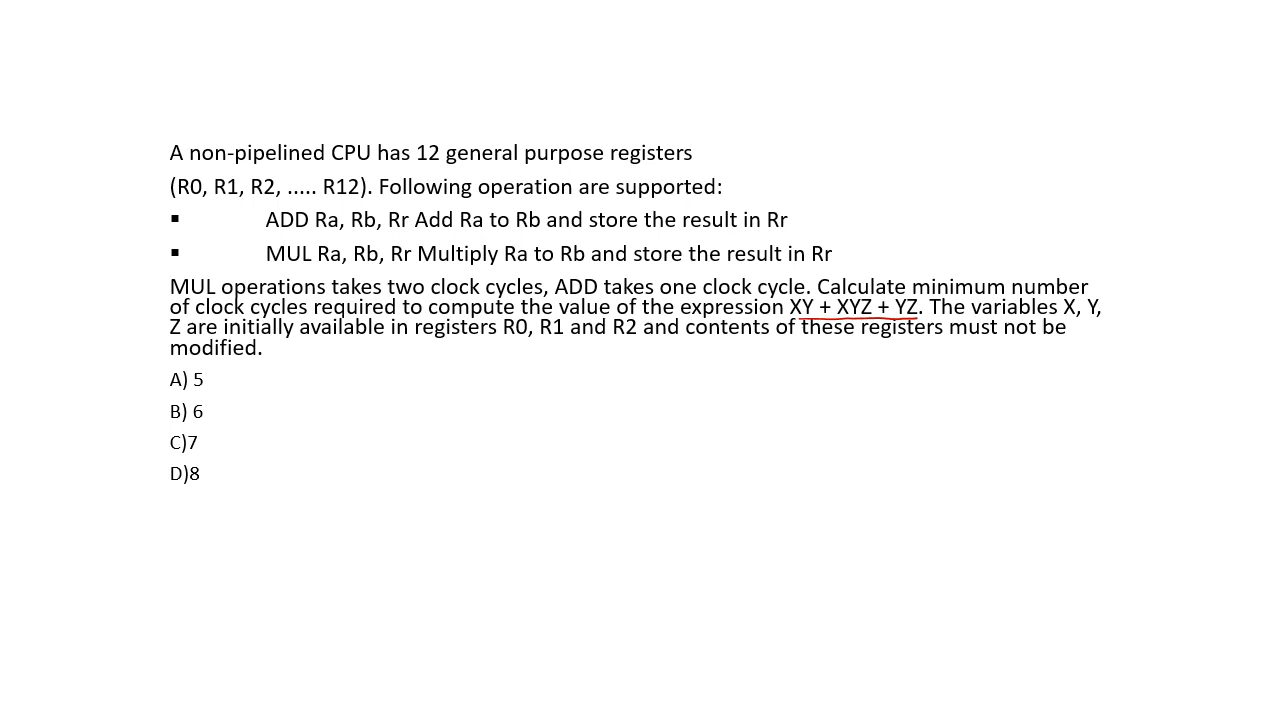 A non-pipelined CPU has 12 general purpose registers
(R0, R1, R2, ..... R12). Following operation are supported:
▪ ADD Ra, Rb, Rr Add Ra to Rb and store the result in Rr
▪ MUL Ra, Rb, Rr Multiply Ra to Rb and store the result in Rr
MUL operations takes two clock cycles, ADD takes one clock cycle. Calculate minimum number
of clock cycles required to compute the value of the expression XY + XYZ + YZ. The variables X, Y,
Z are initially available in registers R0, R1 and R2 and contents of these registers must not be
modified.
A) 5
B) 6
C)7
D)8